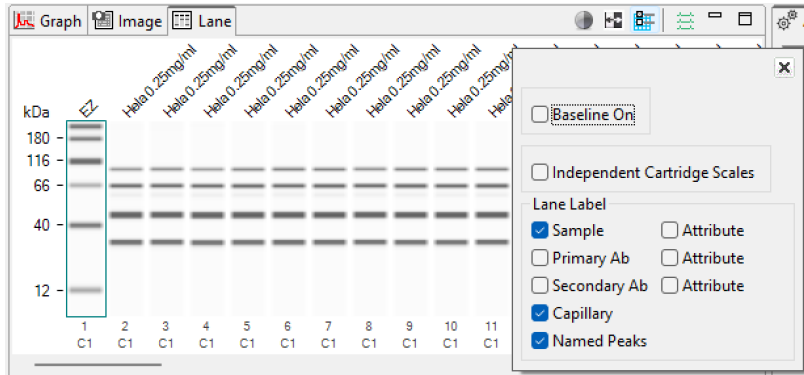 Graph Image Lane
kDa EZ Hela 0.25mg/ml Hela 0.25mg/ml Hela 0.25mg/ml Hela 0.25mg/ml Hela 0.25mg/ml Hela 0.25mg/ml Hela 0.25mg/ml Hela 0.25mg/ml Hela 0.25mg/ml
180
116
66
40
12
1 2 3 4 5 6 7 8 9 10 11
C1 C1 C1 C1 C1 C1 C1 C1 C1 C1 C1
Baseline On
Independent Cartridge Scales
Lane Label
Sample Attribute
Primary Ab Attribute
Secondary Ab Attribute
Capillary
Named Peaks